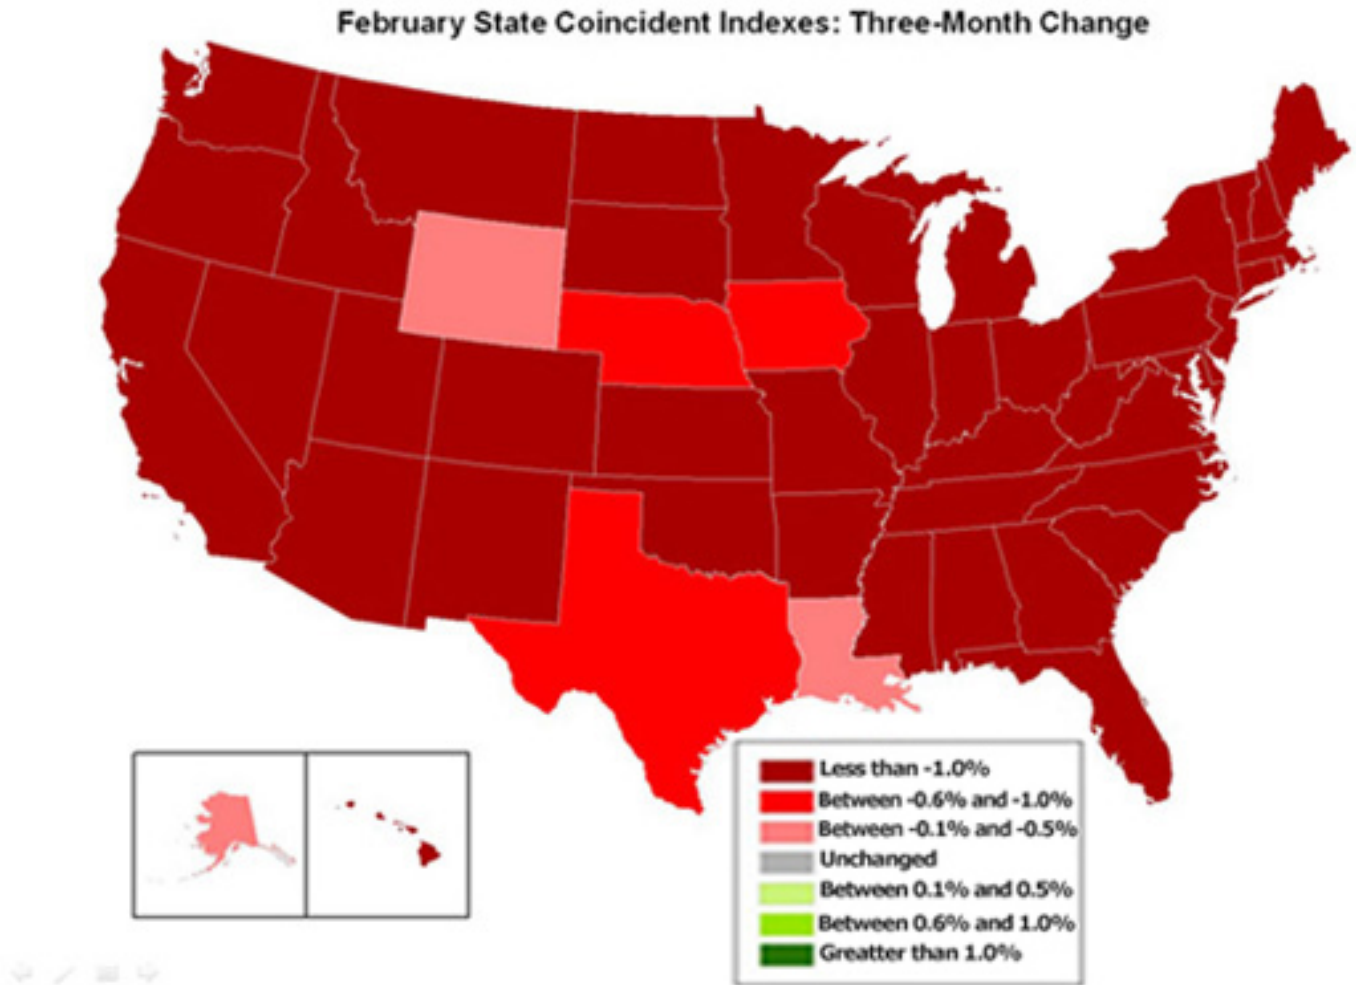 February State Coincident Indexes: Three-Month Change
Less than -1.0%
Between -0.6% and -1.0%
Between -0.1% and -0.5%
Unchanged
Between 0.1% and 0.5%
Between 0.6% and 1.0%
Greatter than 1.0%